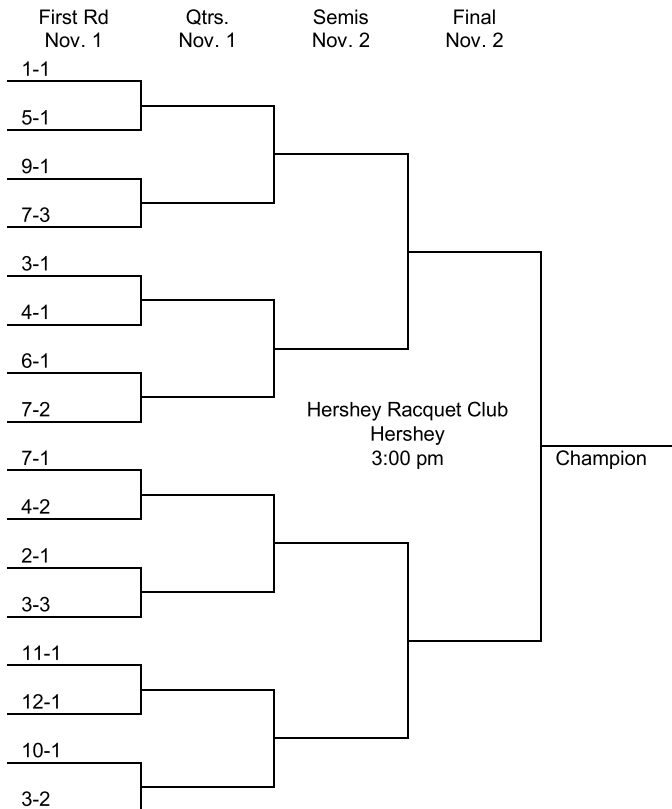 First Rd Qtrs. Semis Final
Nov. 1 Nov. 1 Nov. 2 Nov. 2
1-1
5-1
9-1
7-3
3-1
4-1
6-1
7-2
Hershey Racquet Club
Hershey
3:00 pm
Champion
7-1
4-2
2-1
3-3
11-1
12-1
10-1
3-2